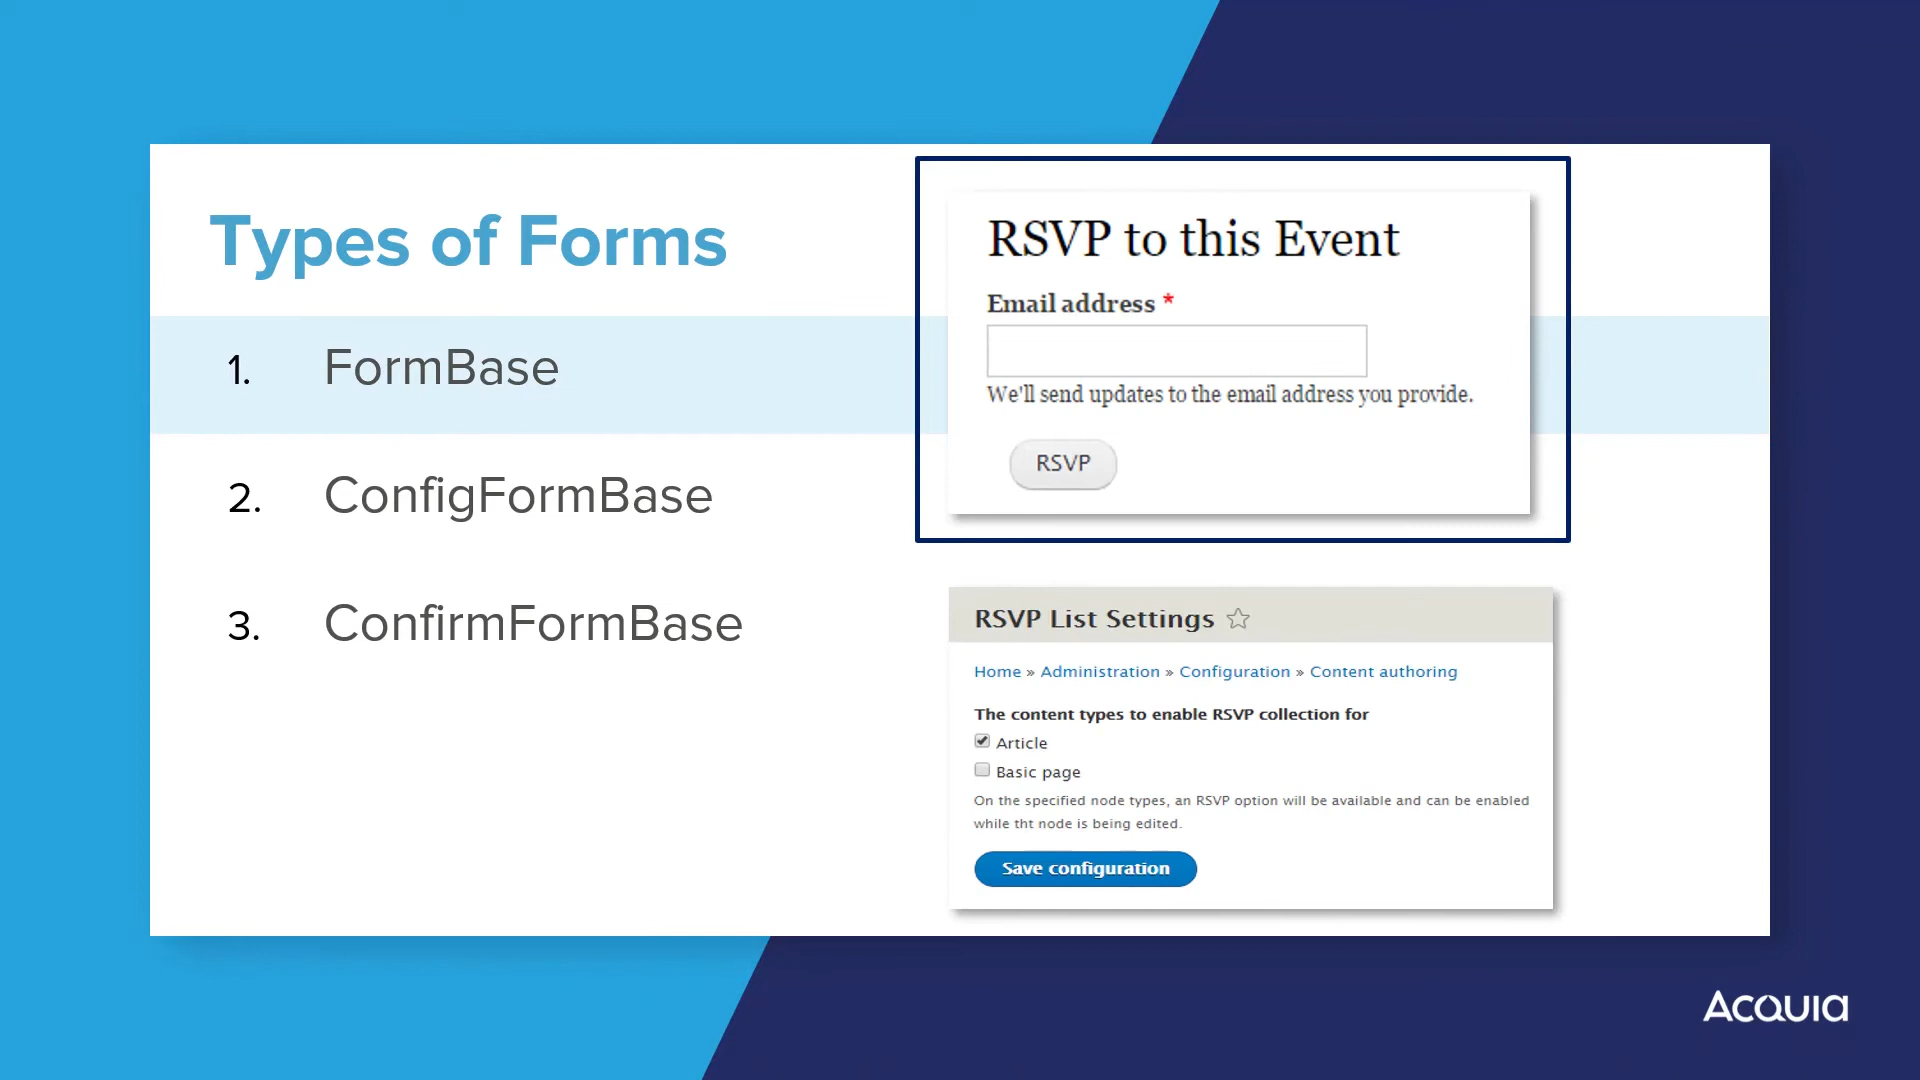 Types of Forms
1. FormBase
2. ConfigFormBase
3. ConfirmFormBase
RSVP to this Event
Email address *
We'll send updates to the email address you provide.
RSVP
RSVP List Settings
Home » Administration » Configuration » Content authoring
The content types to enable RSVP collection for
Article
Basic page
On the specified node types, an RSVP option will be available and can be enabled
while tht node is being edited.
Save configuration
Acquia